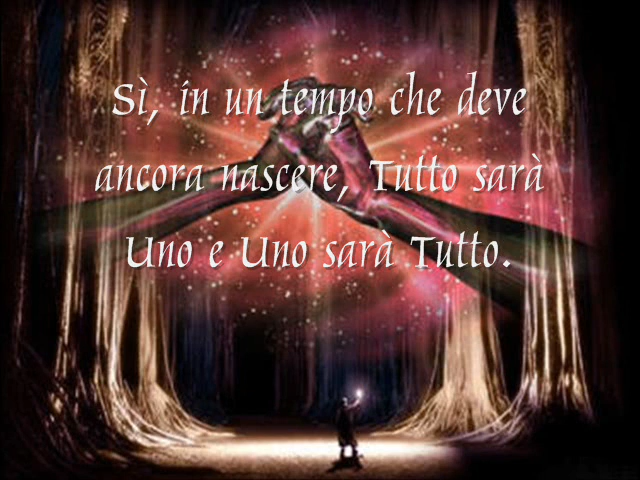 Sì, in un tempo che deve
ancora nascere, Tutto sarà
Uno e Uno sarà Tutto.